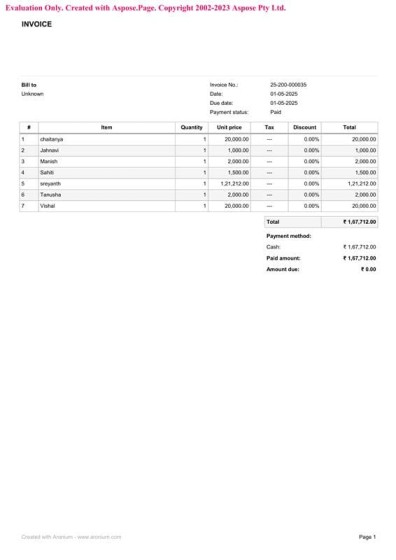 Evaluation Only. Created with Aspose.Page. Copyright 2002-2023 Aspose Pty Ltd.
INVOICE
Bill to
Unknown
Invoice No.: 25-200-000035
Date: 01-05-2025
Due date: 01-05-2025
Payment status: Paid
# Item Quantity Unit price Tax Discount Total
1 chaitanya 1 20,000.00 --- 0.00% 20,000.00
2 Jahnavi 1 1,000.00 --- 0.00% 1,000.00
3 Manish 1 2,000.00 --- 0.00% 2,000.00
4 Sahiti 1 1,500.00 --- 0.00% 1,500.00
5 sreyanth 1 1,21,212.00 --- 0.00% 1,21,212.00
6 Tanusha 1 2,000.00 --- 0.00% 2,000.00
7 Vishal 1 20,000.00 --- 0.00% 20,000.00
Total ₹ 1,67,712.00
Payment method:
Cash: ₹ 1,67,712.00
Paid amount: ₹ 1,67,712.00
Amount due: ₹ 0.00
Created with Aronium - www.aronium.com
Page 1